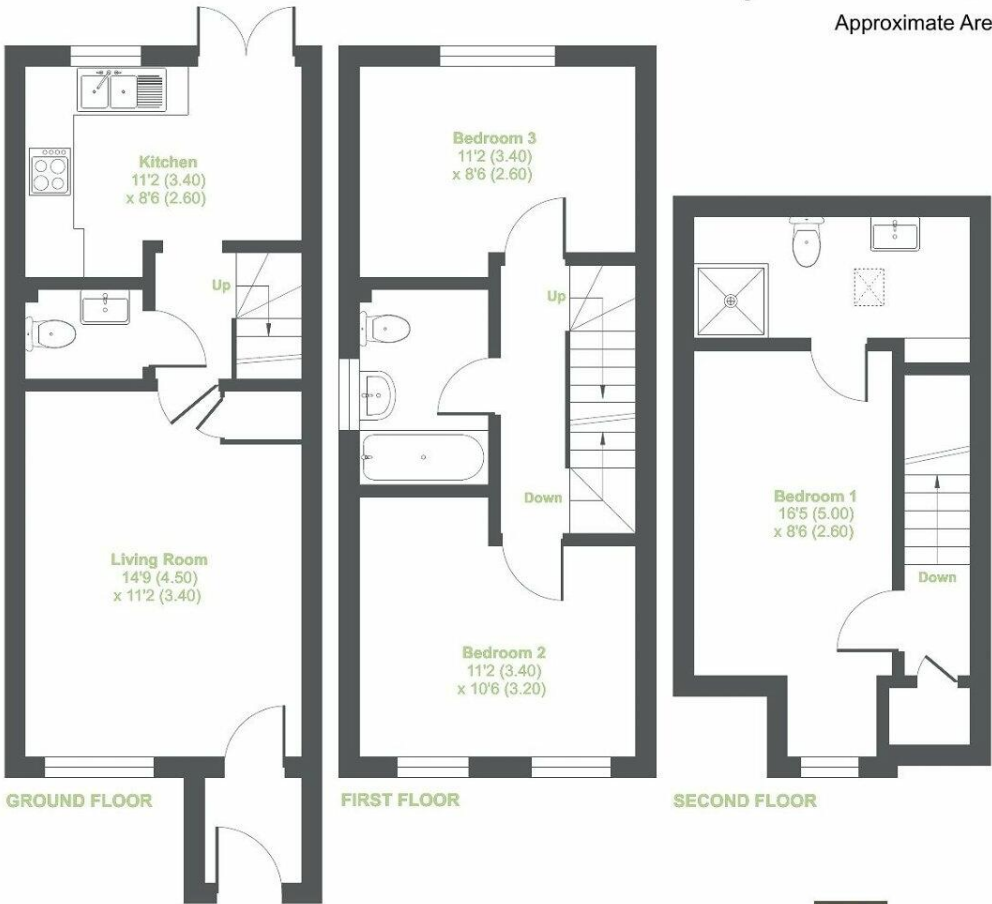 Approximate Are
Kitchen
11'2 (3.40)
x 8'6 (2.60)
Up
Living Room
14'9 (4.50)
x 11'2 (3.40)
GROUND FLOOR
Bedroom 3
11'2 (3.40)
x 8'6 (2.60)
Up
Down
Bedroom 2
11'2 (3.40)
x 10'6 (3.20)
FIRST FLOOR
Bedroom 1
16'5 (5.00)
x 8'6 (2.60)
Down
SECOND FLOOR